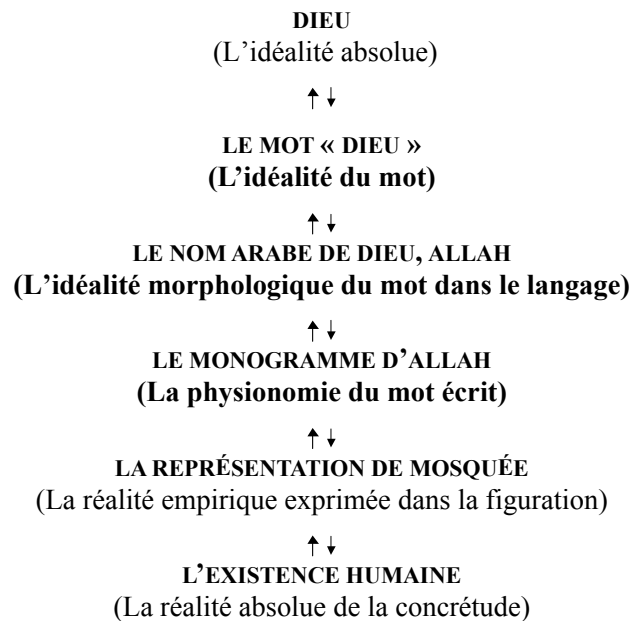 DIEU
(L’idéalité absolue)
↑↓
LE MOT « DIEU »
(L’idéalité du mot)
↑↓
LE NOM ARABE DE DIEU, ALLAH
(L’idéalité morphologique du mot dans le langage)
↑↓
LE MONOGRAMME D’ALLAH
(La physionomie du mot écrit)
↑↓
LA REPRÉSENTATION DE MOSQUÉE
(La réalité empirique exprimée dans la figuration)
↑↓
L’EXISTENCE HUMAINE
(La réalité absolue de la concrétude)